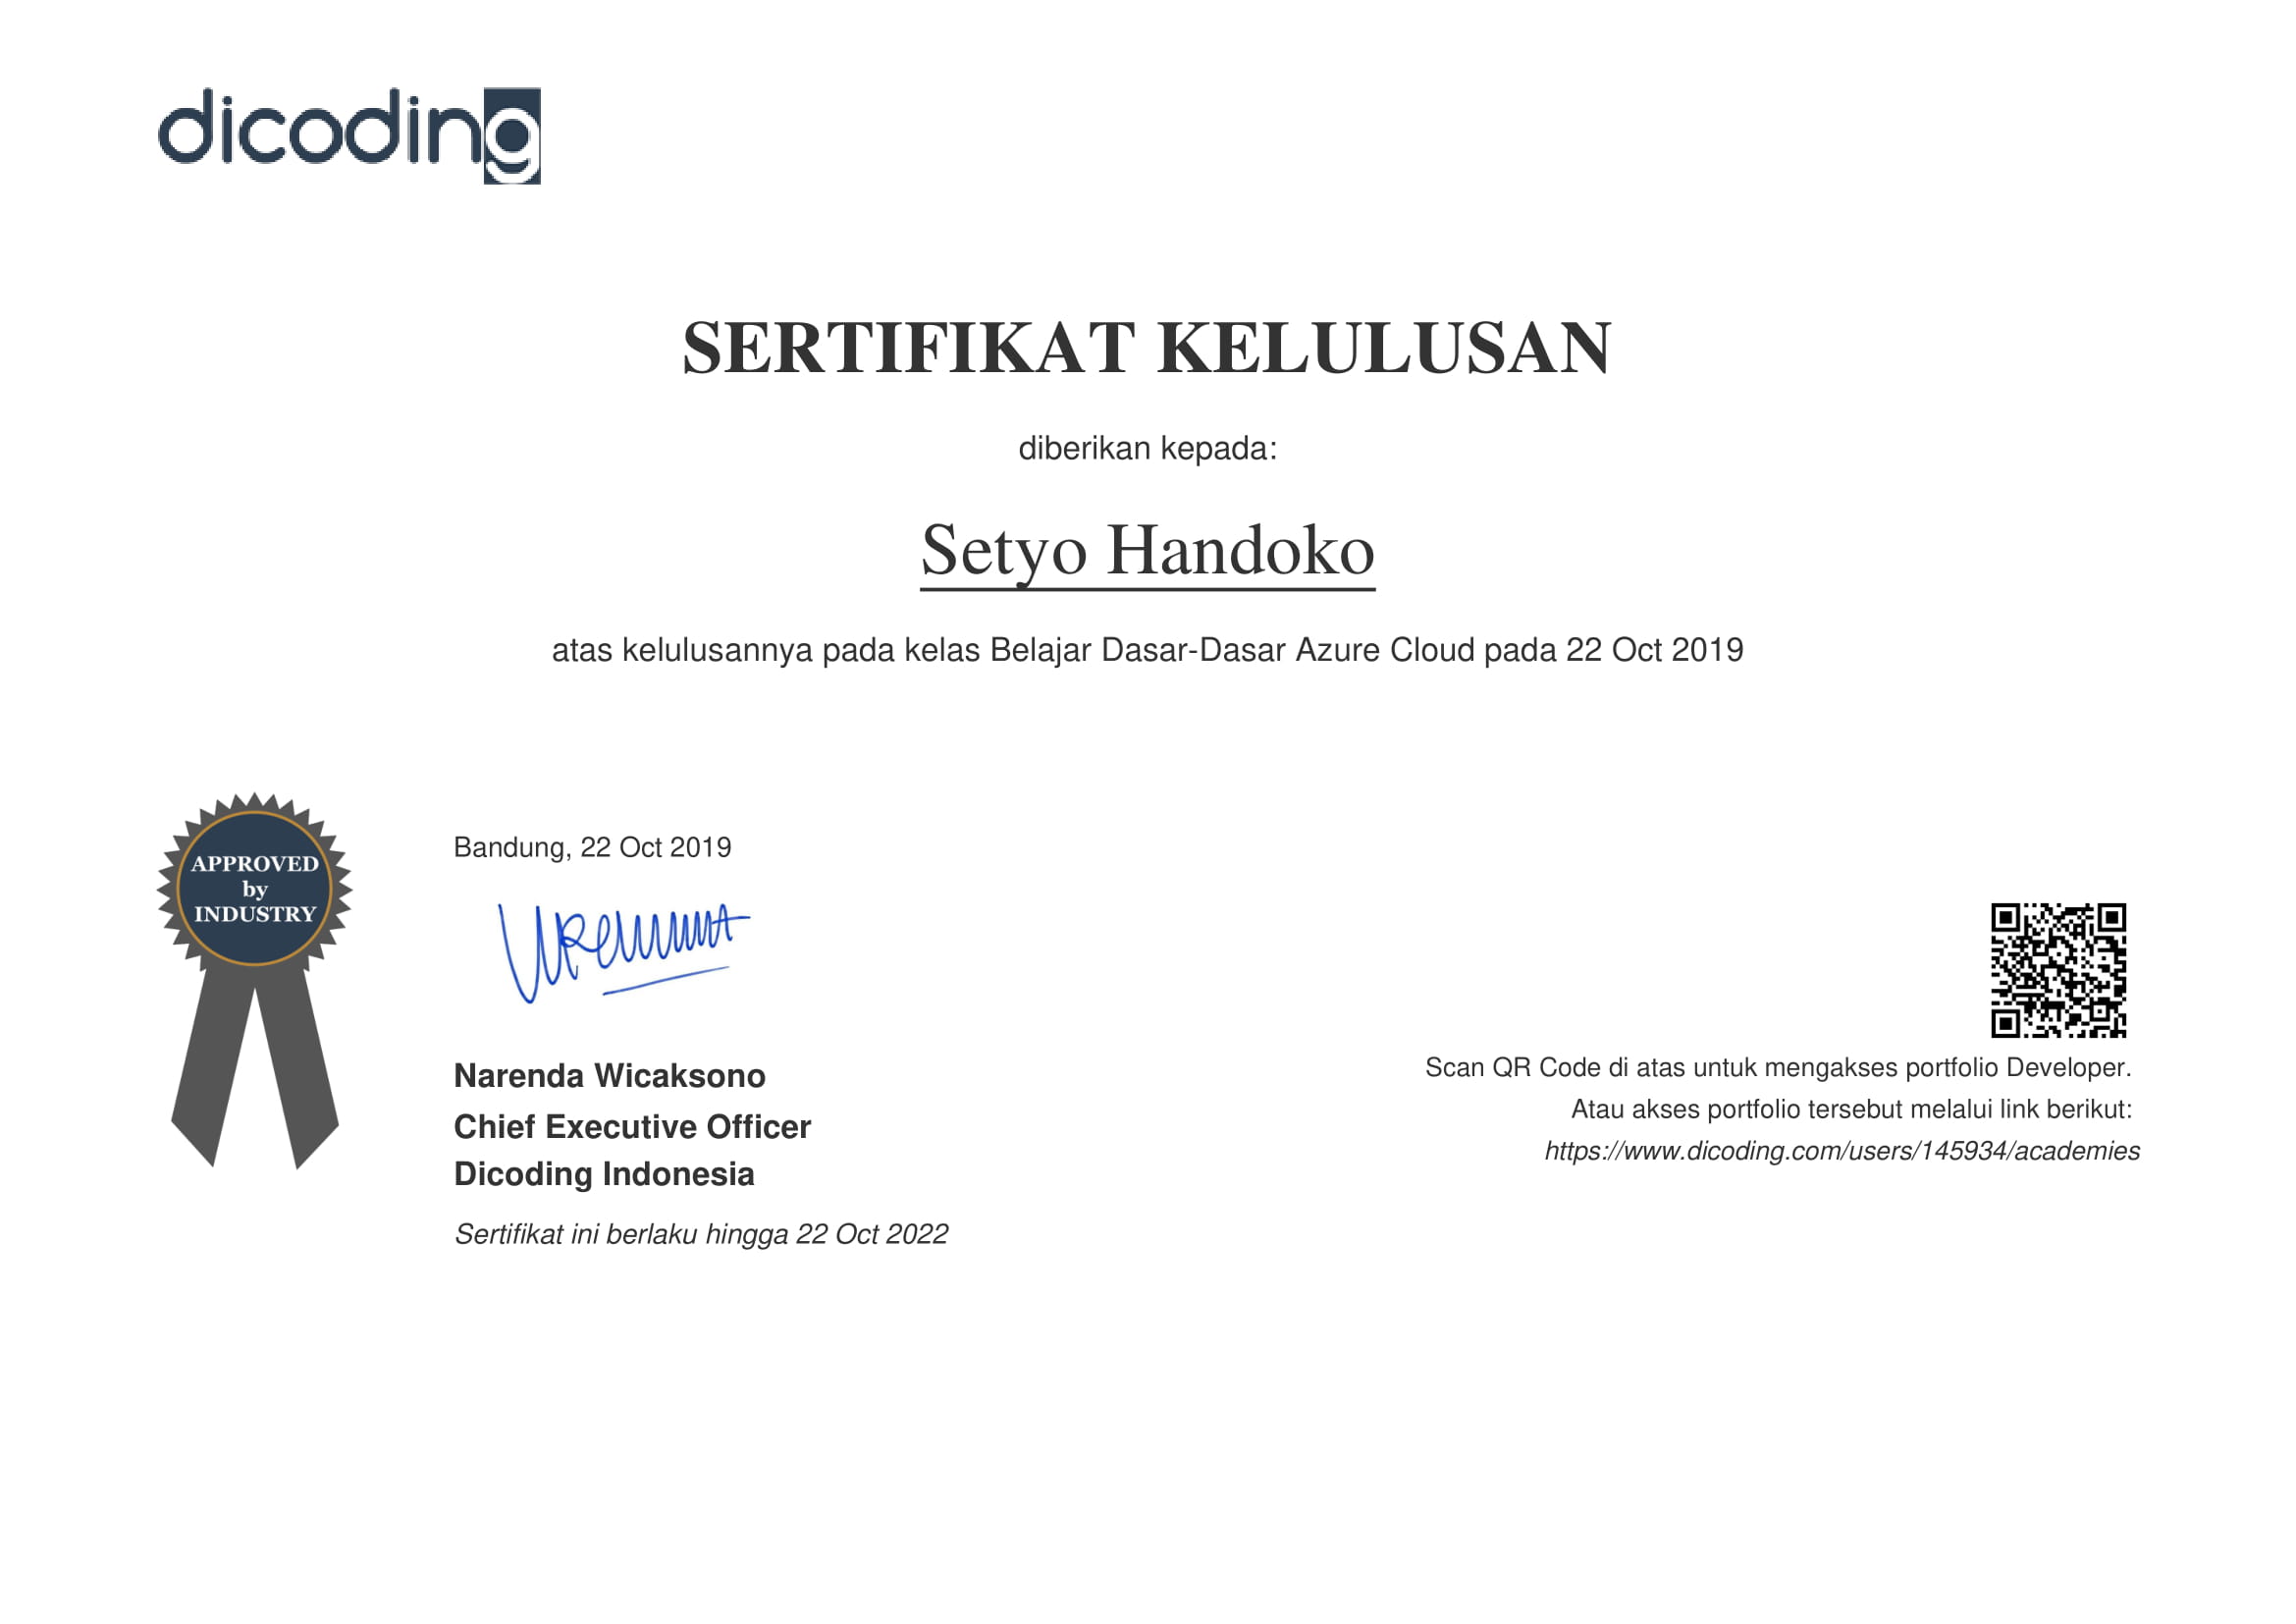 dicoding
SERTIFIKAT KELULUSAN
diberikan kepada:
Setyo Handoko
atas kelulusannya pada kelas Belajar Dasar-Dasar Azure Cloud pada 22 Oct 2019
APPROVED
by
INDUSTRY
Bandung, 22 Oct 2019
Narenda Wicaksono
Chief Executive Officer
Dicoding Indonesia
Sertifikat ini berlaku hingga 22 Oct 2022
Scan QR Code di atas untuk mengakses portfolio Developer.
Atau akses portfolio tersebut melalui link berikut:
https://www.dicoding.com/users/145934/academies